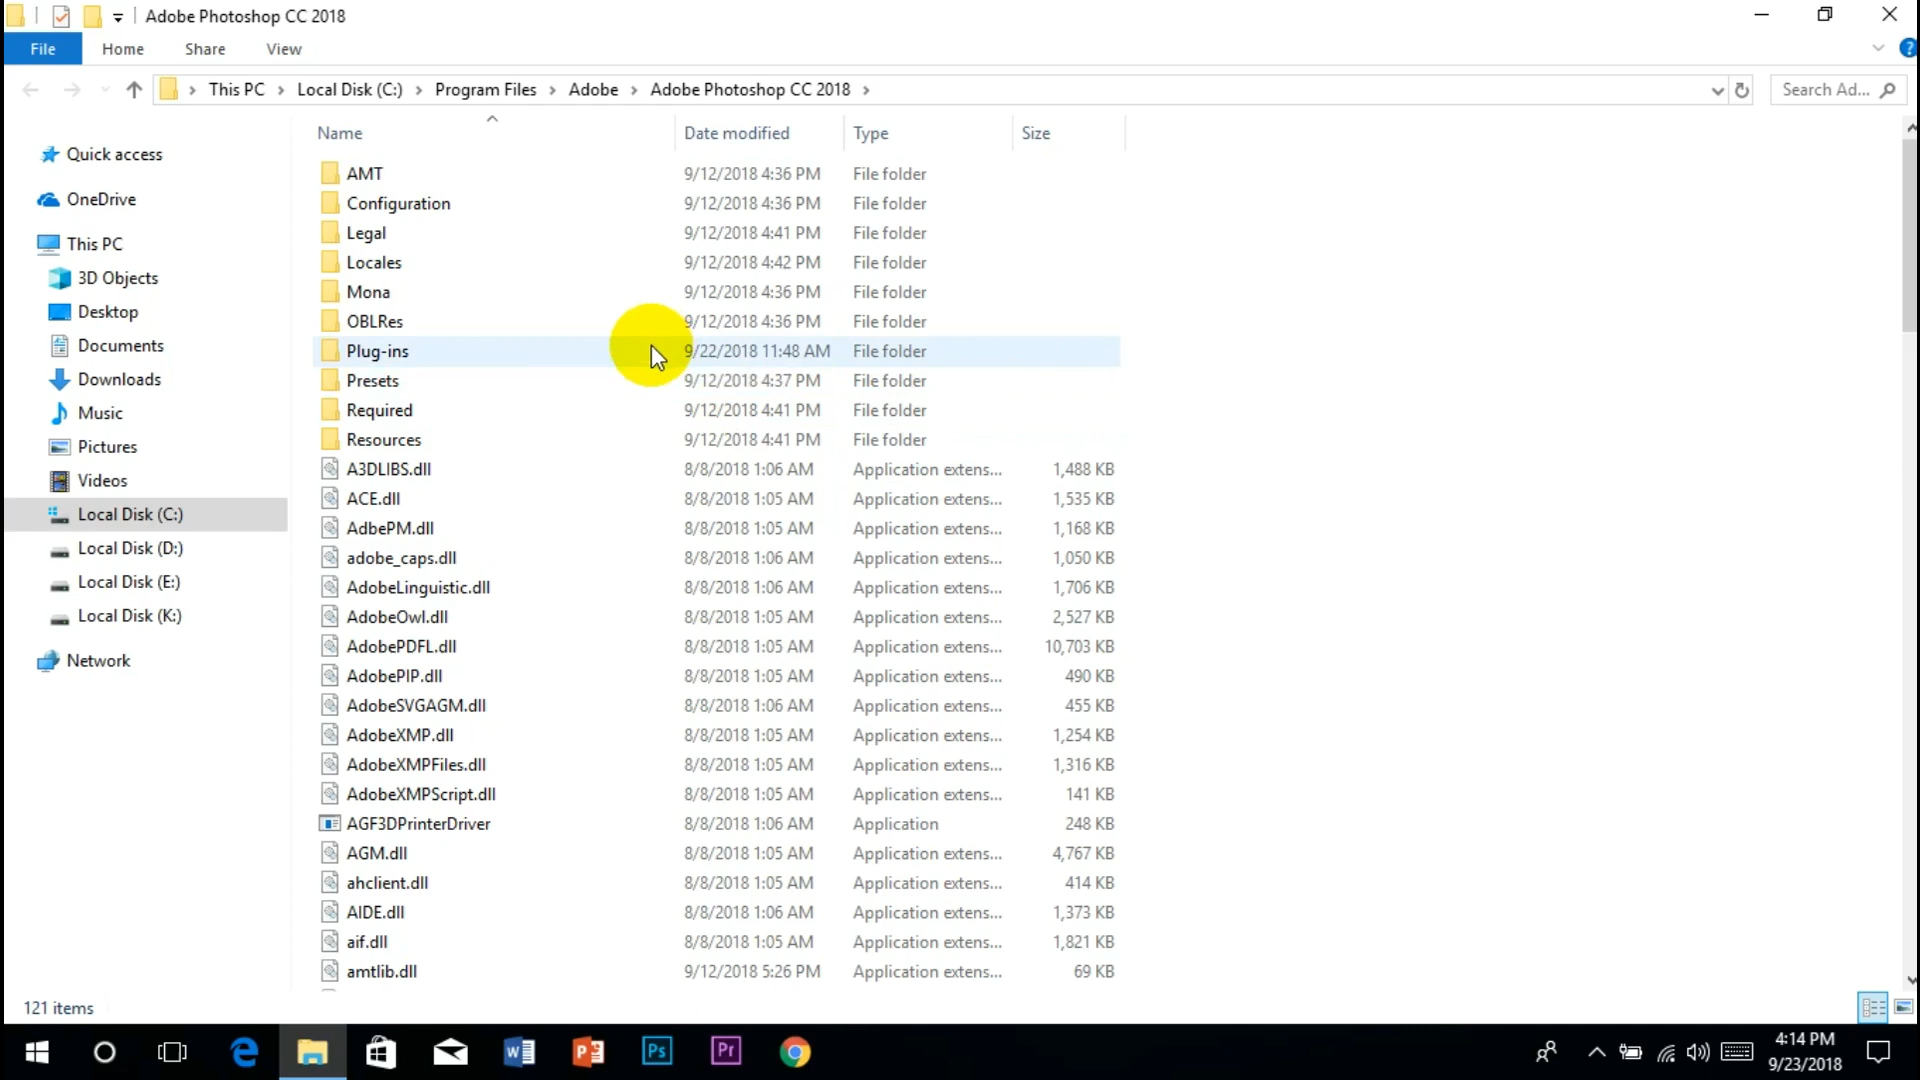 Adobe Photoshop CC 2018
File Home Share View
This PC Local Disk (C:) Program Files Adobe Adobe Photoshop CC 2018 Search Ad...
Name Date modified Type Size
Quick access
OneDrive
This PC
3D Objects
Desktop
Documents
Downloads
Music
Pictures
Videos
Local Disk (C:)
Local Disk (D:)
Local Disk (E:)
Local Disk (K:)
Network
AMT 9/12/2018 4:36 PM File folder
Configuration 9/12/2018 4:36 PM File folder
Legal 9/12/2018 4:41 PM File folder
Locales 9/12/2018 4:42 PM File folder
Mona 9/12/2018 4:36 PM File folder
OBLRes 9/12/2018 4:36 PM File folder
Plug-ins 9/22/2018 11:48 AM File folder
Presets 9/12/2018 4:37 PM File folder
Required 9/12/2018 4:41 PM File folder
Resources 9/12/2018 4:41 PM File folder
A3DLIBS.dll 8/8/2018 1:06 AM Application extens... 1,488 KB
ACE.dll 8/8/2018 1:05 AM Application extens... 1,535 KB
AdbePM.dll 8/8/2018 1:05 AM Application extens... 1,168 KB
adobe_caps.dll 8/8/2018 1:06 AM Application extens... 1,050 KB
AdobeLinguistic.dll 8/8/2018 1:06 AM Application extens... 1,706 KB
AdobeOwl.dll 8/8/2018 1:05 AM Application extens... 2,527 KB
AdobePDFL.dll 8/8/2018 1:05 AM Application extens... 10,703 KB
AdobePIP.dll 8/8/2018 1:05 AM Application extens... 490 KB
AdobeSVGAGM.dll 8/8/2018 1:06 AM Application extens... 455 KB
AdobeXMP.dll 8/8/2018 1:05 AM Application extens... 1,254 KB
AdobeXMPFiles.dll 8/8/2018 1:05 AM Application extens... 1,316 KB
AdobeXMPScript.dll 8/8/2018 1:05 AM Application extens... 141 KB
AGF3DPrinterDriver 8/8/2018 1:06 AM Application 248 KB
AGM.dll 8/8/2018 1:05 AM Application extens... 4,767 KB
ahclient.dll 8/8/2018 1:05 AM Application extens... 414 KB
AIDE.dll 8/8/2018 1:06 AM Application extens... 1,373 KB
aif.dll 8/8/2018 1:05 AM Application extens... 1,821 KB
amtlib.dll 9/12/2018 5:26 PM Application extens... 69 KB
121 items
Ps Pr
4:14 PM
9/23/2018